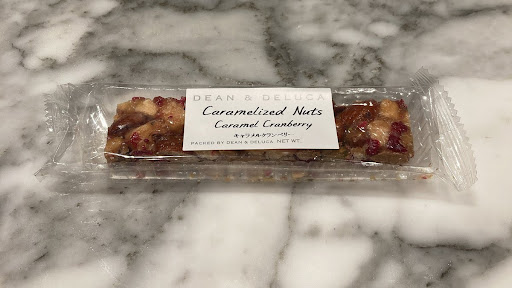 DEAN & DELUCA
Caramelized Nuts
Caramel Cranberry
キャラメルクランベリー
PACKED BY DEAN & DELUCA NET WT.